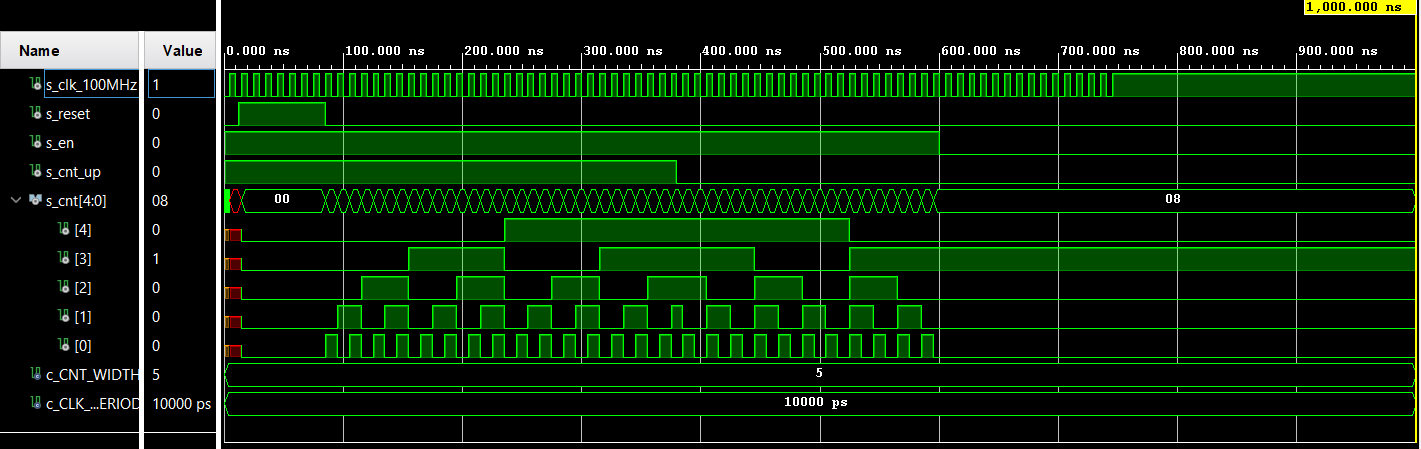 1,000.000 ns
Name Value
0.000 ns 100.000 ns 200.000 ns 300.000 ns 400.000 ns 500.000 ns 600.000 ns 700.000 ns 800.000 ns 900.000 ns
s_clk_100MHz 1
s_reset 0
s_en 0
s_cnt_up 0
s_cnt[4:0] 08 00 08
[4] 0
[3] 1
[2] 0
[1] 0
[0] 0
c_CNT_WIDTH 5 5
c_CLK_...ERIOD 10000 ps 10000 ps